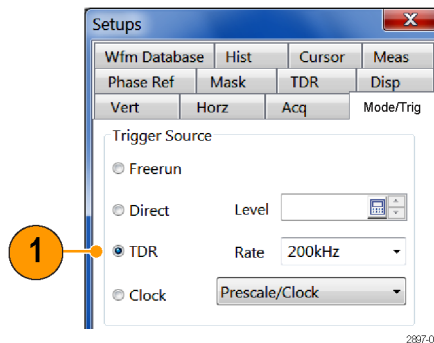 Setups
X
Wfm Database Hist Cursor Meas
Phase Ref Mask TDR Disp
Vert Horz Acq Mode/Trig
Trigger Source
Freerun
Direct Level
1
TDR Rate 200kHz
Clock Prescale/Clock
2897-0